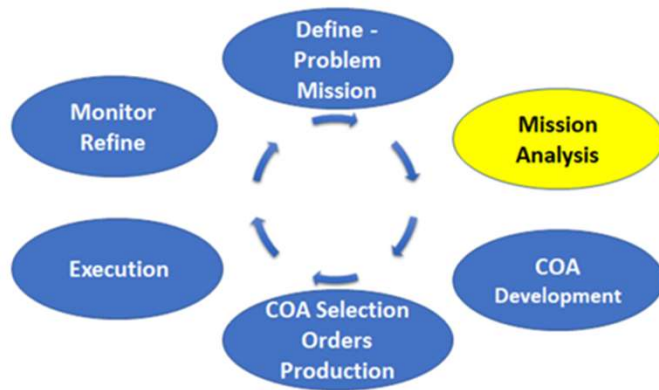 Define -
Problem
Mission
Mission
Analysis
COA
Development
COA Selection
Orders
Production
Execution
Monitor
Refine